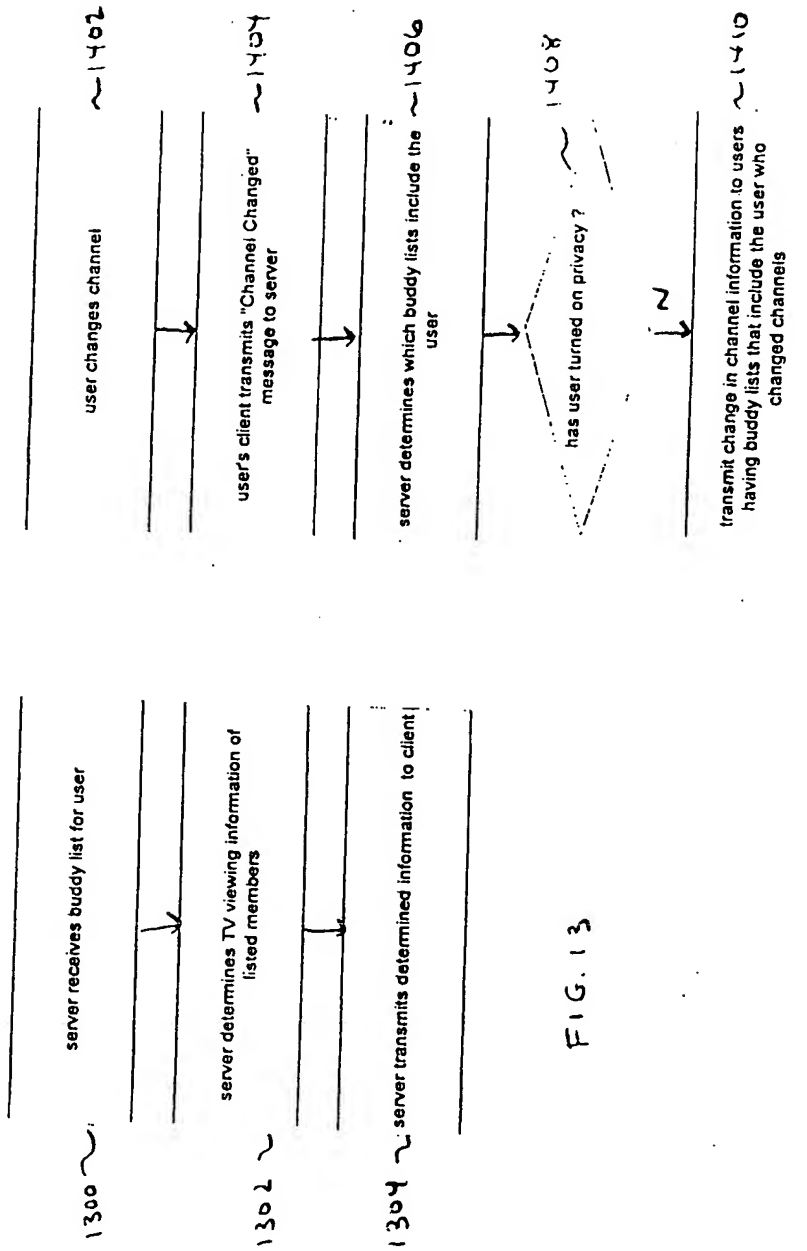 1300 ~
server receives buddy list for user
1302 ~
server determines TV viewing information of
listed members
1304 ~ server transmits determined information to client
FIG. 13
user changes channel
~1402
user's client transmits "Channel Changed"
message to server
~1404
server determines which buddy lists include the
user
~1406
has user turned on privacy ?
~1408
N
transmit change in channel information to users
having buddy lists that include the user who
changed channels
~1410